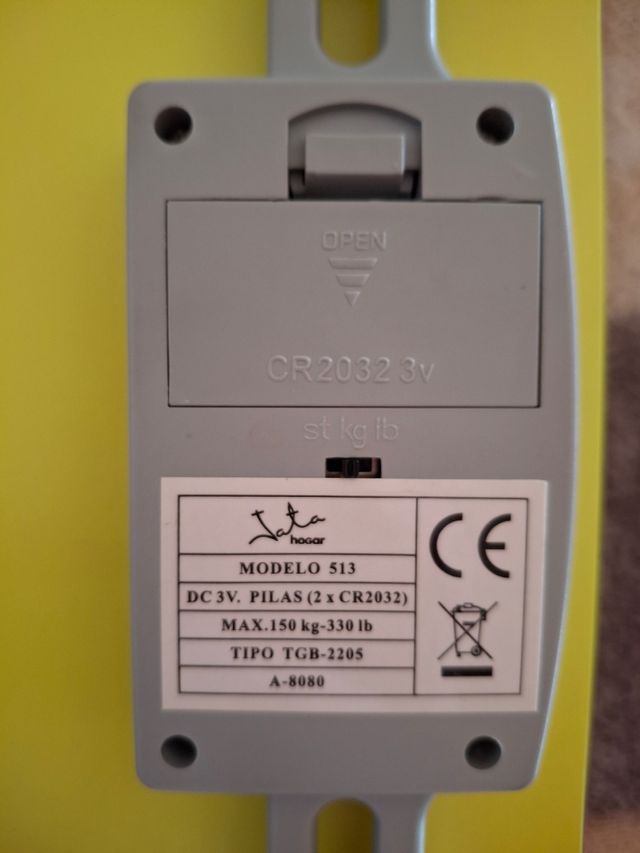 OPEN
CR2032 3v
st kg ib
Jata
hogar
MODELO 513
DC 3V. PILAS (2 x CR2032)
MAX.150 kg-330 lb
TIPO TGB-2205
A-8080
CE